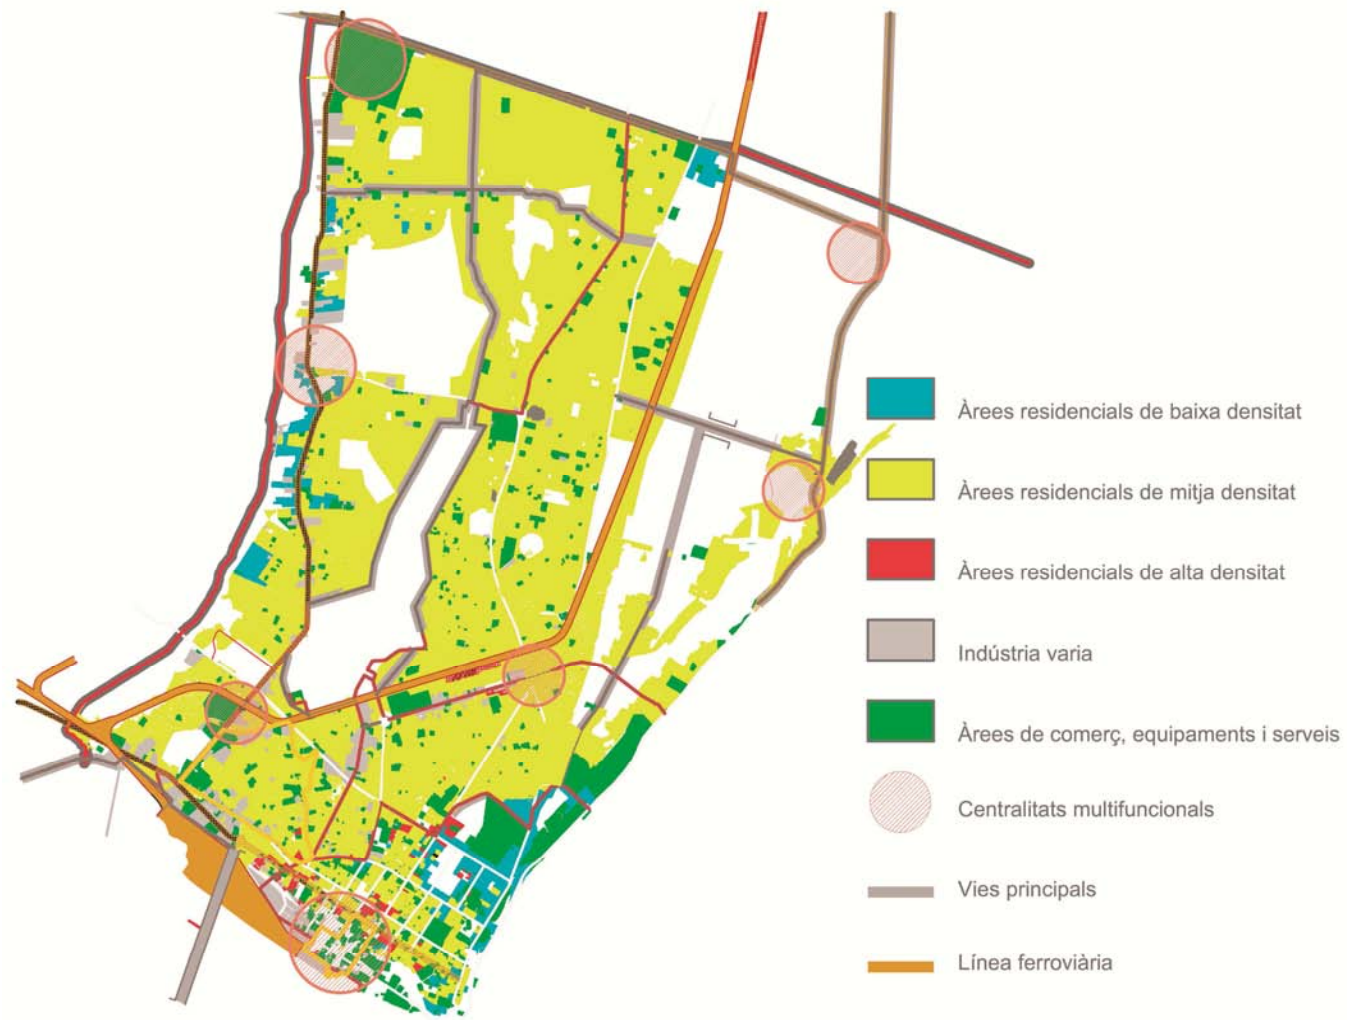 Àrees residencials de baixa densitat
Àrees residencials de mitja densitat
Àrees residencials de alta densitat
Indústria varia
Àrees de comerç, equipaments i serveis
Centralitats multifuncionals
Vies principals
Línea ferroviària